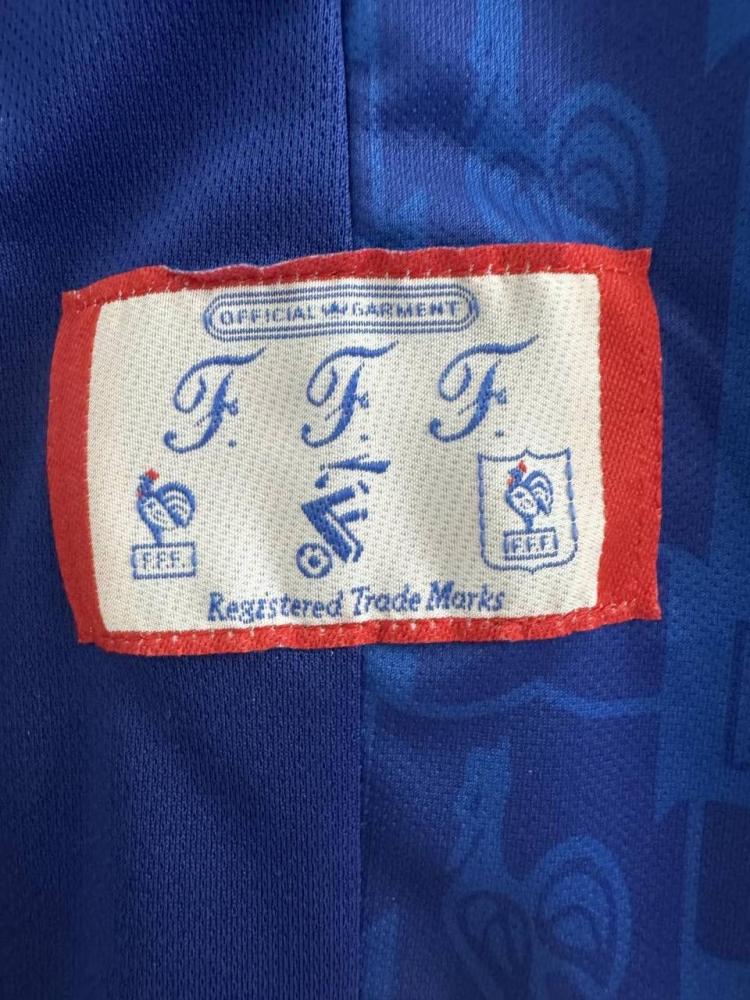 OFFICIAL GARMENT
F. F. F.
F.F.F. F.F.F.
Registered Trade Marks